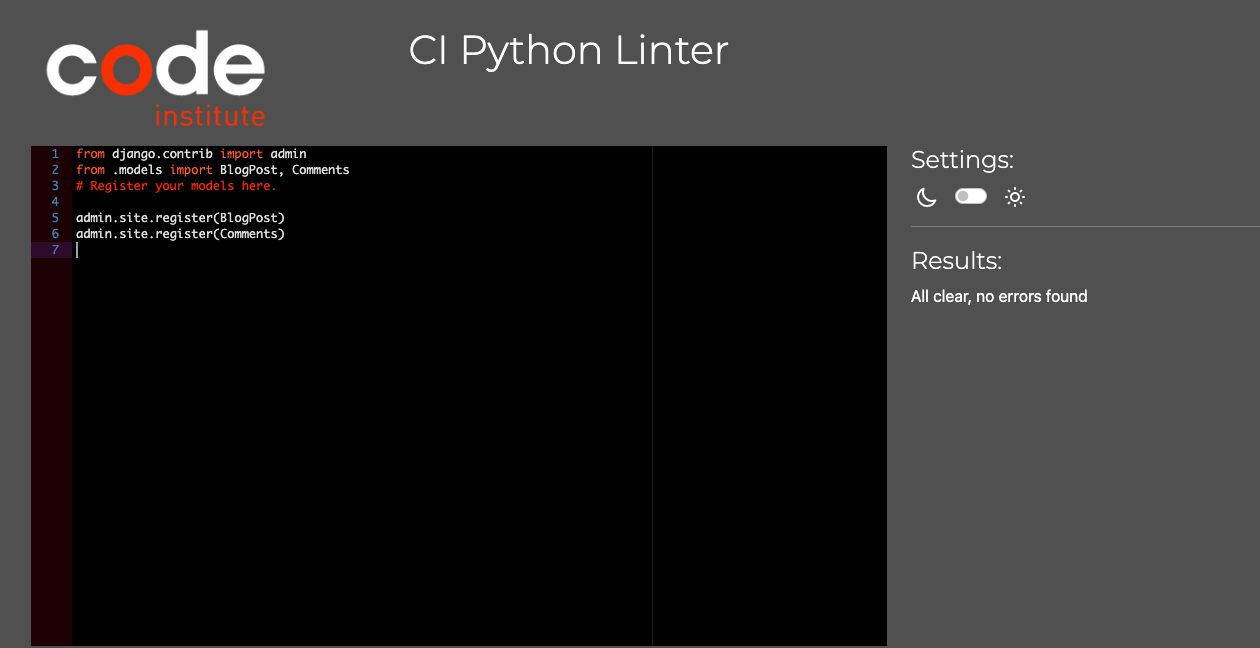 code
institute
CI Python Linter
1 from django.contrib import admin
2 from .models import BlogPost, Comments
3 # Register your models here.
4
5 admin.site.register(BlogPost)
6 admin.site.register(Comments)
7
Settings:
Results:
All clear, no errors found